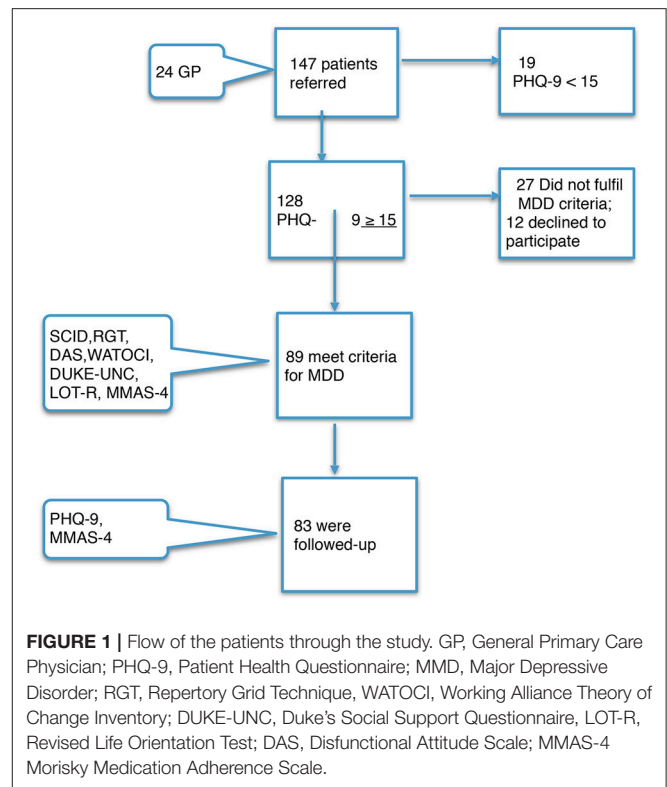 24 GP
147 patients
referred
19
PHQ-9 < 15
128
PHQ- 9 ≥ 15
27 Did not fulfil
MDD criteria;
12 declined to
participate
SCID,RGT,
DAS,WATOCI,
DUKE-UNC,
LOT-R, MMAS-4
89 meet criteria
for MDD
PHQ-9,
MMAS-4
83 were
followed-up
FIGURE 1 | Flow of the patients through the study. GP, General Primary Care
Physician; PHQ-9, Patient Health Questionnaire; MMD, Major Depressive
Disorder; RGT, Repertory Grid Technique, WATOCI, Working Alliance Theory of
Change Inventory; DUKE-UNC, Duke's Social Support Questionnaire, LOT-R,
Revised Life Orientation Test; DAS, Disfunctional Attitude Scale; MMAS-4
Morisky Medication Adherence Scale.